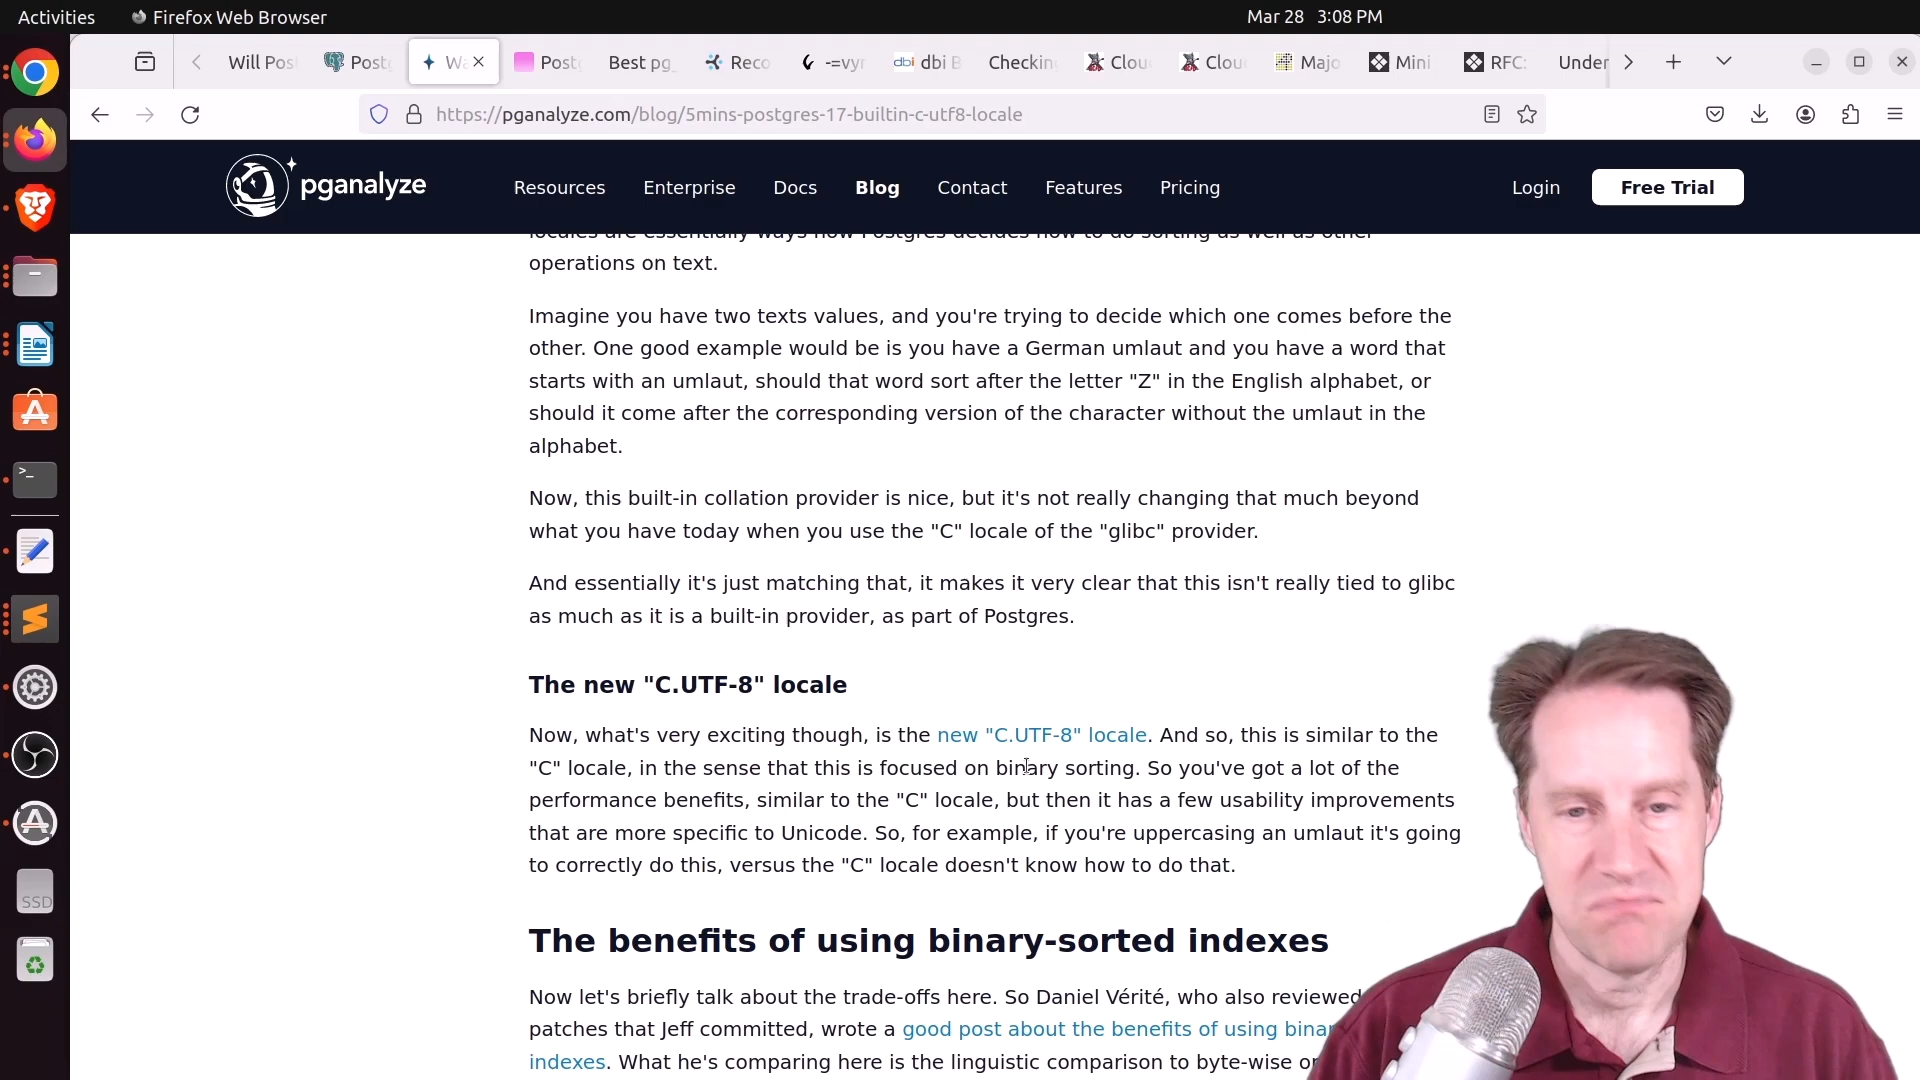 Activities
Firefox Web Browser
Mar 28 3:08 PM
Will Pos
Postg
Wa
Post
Best pg_
Reco
-=vyr
dbi
dbi B
Checking
Clou
Clou
Majo
Mini
RFC:
Under
https://pganalyze.com/blog/5mins-postgres-17-builtin-c-utf8-locale
pganalyze
Resources
Enterprise
Docs
Blog
Contact
Features
Pricing
Login
Free Trial
locales are essentially ways how Postgres decides how to do sorting as well as other
operations on text.
Imagine you have two texts values, and you're trying to decide which one comes before the
other. One good example would be is you have a German umlaut and you have a word that
starts with an umlaut, should that word sort after the letter "Z" in the English alphabet, or
should it come after the corresponding version of the character without the umlaut in the
alphabet.
Now, this built-in collation provider is nice, but it's not really changing that much beyond
what you have today when you use the "C" locale of the "glibc" provider.
And essentially it's just matching that, it makes it very clear that this isn't really tied to glibc
as much as it is a built-in provider, as part of Postgres.
The new "C.UTF-8" locale
Now, what's very exciting though, is the new "C.UTF-8" locale. And so, this is similar to the
"C" locale, in the sense that this is focused on binary sorting. So you've got a lot of the
performance benefits, similar to the "C" locale, but then it has a few usability improvements
that are more specific to Unicode. So, for example, if you're uppercasing an umlaut it's going
to correctly do this, versus the "C" locale doesn't know how to do that.
The benefits of using binary-sorted indexes
Now let's briefly talk about the trade-offs here. So Daniel Vérité, who also reviewed
patches that Jeff committed, wrote a good post about the benefits of using binar
indexes. What he's comparing here is the linguistic comparison to byte-wise or
SSD